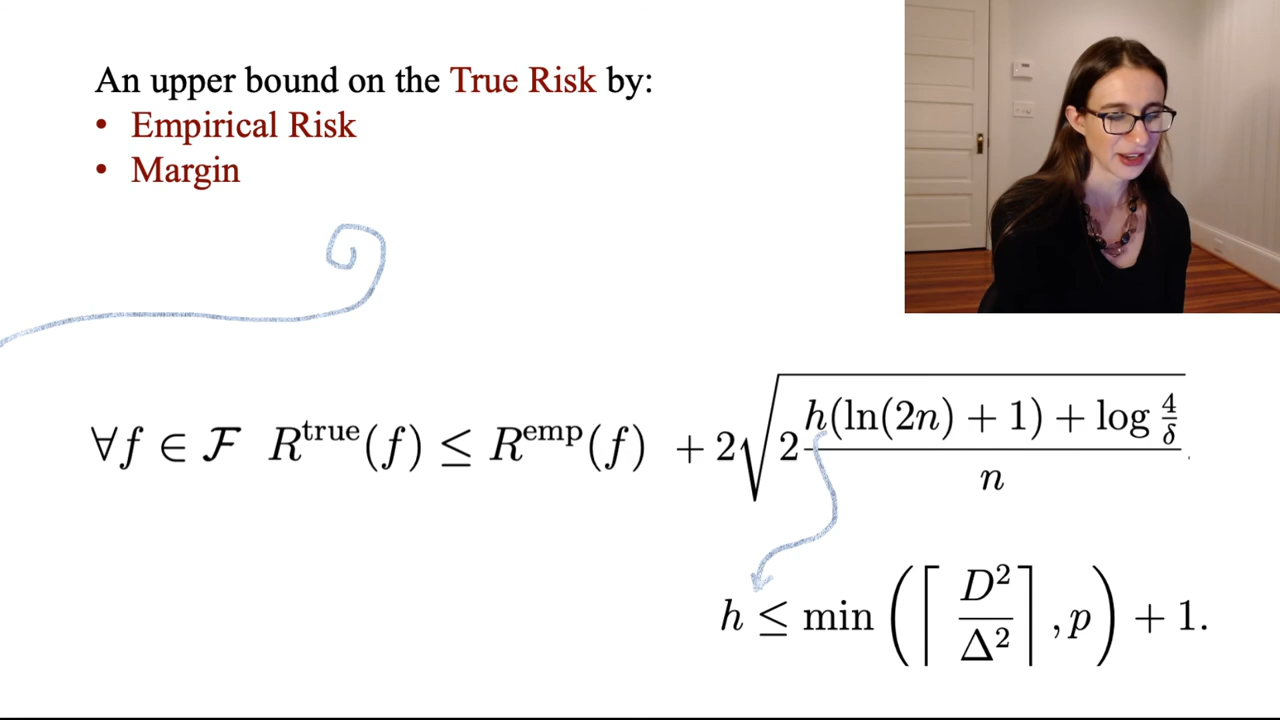 An upper bound on the True Risk by:
• Empirical Risk
• Margin
∀f ∈ ℱ R^true(f) ≤ R^emp(f) + 2√(2 (h(ln(2n) + 1) + log 4/δ) / n).
h ≤ min(⌈D²/Δ²⌉, p) + 1.